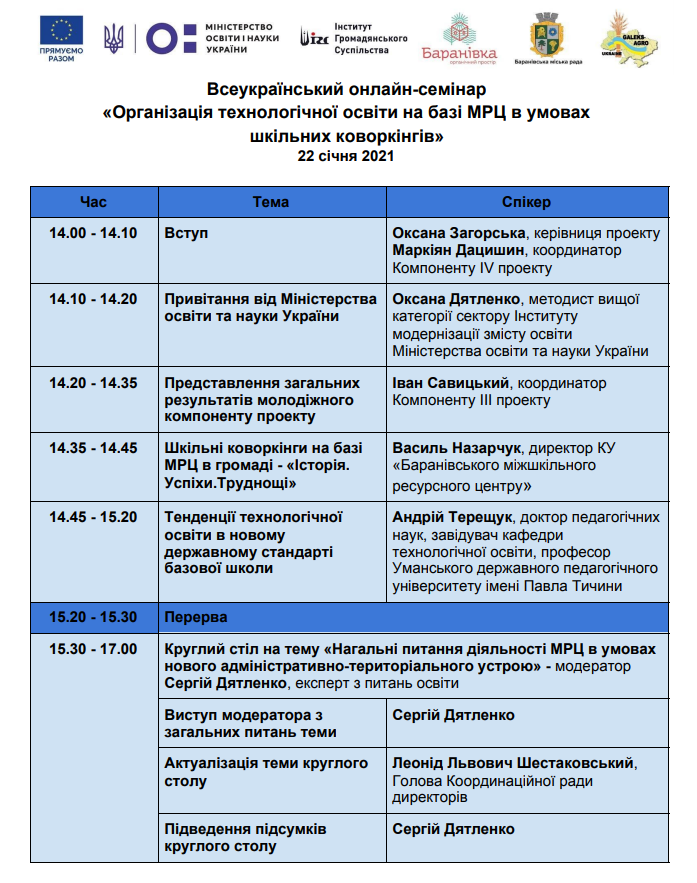 ПРЯМУЄМО
РАЗОМ
МІНІСТЕРСТВО
ОСВІТИ І НАУКИ
УКРАЇНИ
Інститут
Громадянського
Суспільства
Баранівка
органічний простір
Баранівська міська рада
GALEKS-
AGRO
UKRAINE
Всеукраїнський онлайн-семінар
«Організація технологічної освіти на базі МРЦ в умовах
шкільних коворкінгів»
22 січня 2021
Час Тема Спікер
14.00 - 14.10 Вступ Оксана Загорська, керівниця проекту
Маркіян Дацишин, координатор
Компоненту IV проекту
14.10 - 14.20 Привітання від Міністерства Оксана Дятленко, методист вищої
освіти та науки України категорії сектору Інституту
модернізації змісту освіти
Міністерства освіти та науки України
14.20 - 14.35 Представлення загальних Іван Савицький, координатор
результатів молодіжного Компоненту III проекту
компоненту проекту
14.35 - 14.45 Шкільні коворкінги на базі Василь Назарчук, директор КУ
МРЦ в громаді - «Історія. «Баранівського міжшкільного
Успіхи.Труднощі» ресурсного центру»
14.45 - 15.20 Тенденції технологічної Андрій Терещук, доктор педагогічних
освіти в новому наук, завідувач кафедри
державному стандарті технологічної освіти, професор
базової школи Уманського державного педагогічного
університету імені Павла Тичини
15.20 - 15.30 Перерва
15.30 - 17.00 Круглий стіл на тему «Нагальні питання діяльності МРЦ в умовах
нового адміністративно-територіального устрою» - модератор
Сергій Дятленко, експерт з питань освіти
Виступ модератора з Сергій Дятленко
загальних питань теми
Актуалізація теми круглого Леонід Львович Шестаковський,
столу Голова Координаційної ради
директорів
Підведення підсумків Сергій Дятленко
круглого столу